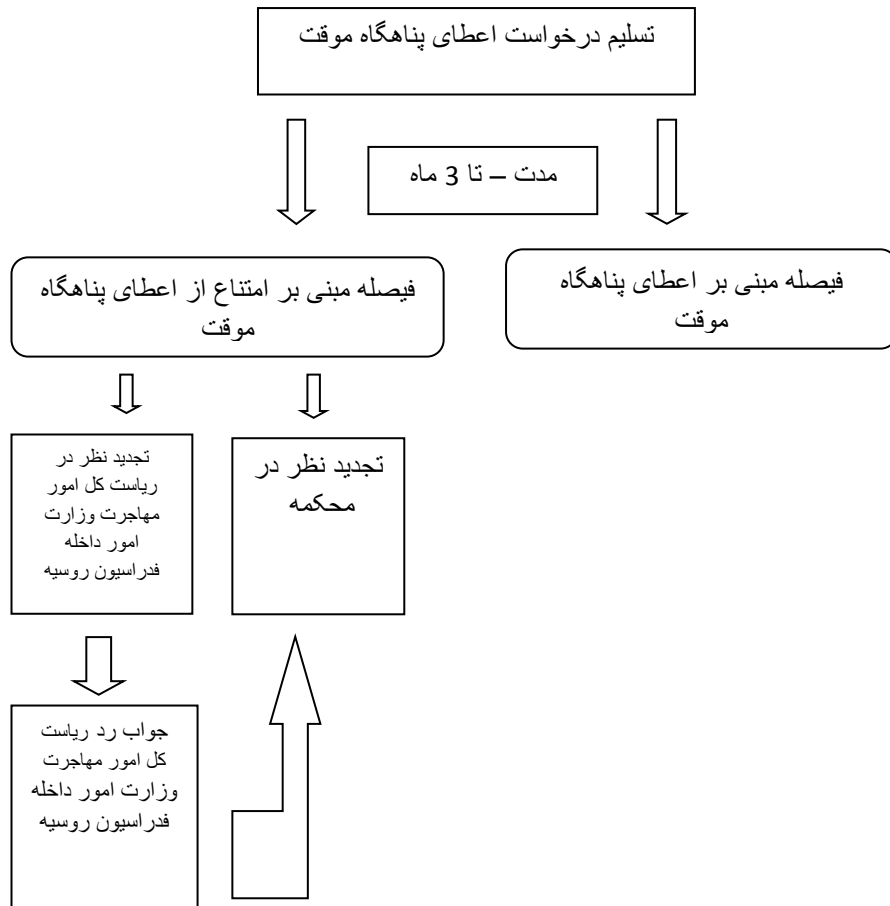 تسلیم درخواست اعطای پناهگاه موقت
مدت – تا 3 ماه
فیصله مبنی بر اعطای پناهگاه
موقت
فیصله مبنی بر امتناع از اعطای پناهگاه
موقت
تجدید نظر در
محکمه
تجدید نظر در
ریاست کل امور
مهاجرت وزارت
امور داخله
فدراسیون روسیه
جواب رد ریاست
کل امور مهاجرت
وزارت امور داخله
فدراسیون روسیه